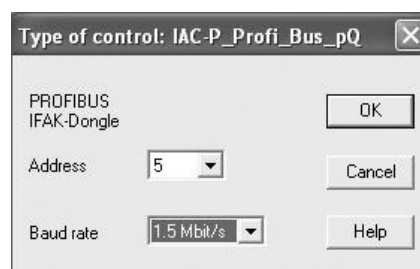 Type of control: IAC-P_Profi_Bus_pQ
PROFIBUS
IFAK-Dongle
OK
Address 5
Cancel
Baud rate 1.5 Mbit/s
Help